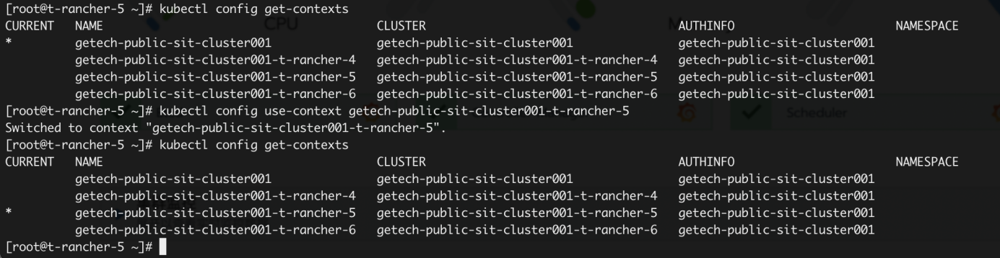 [root@t-rancher-5 ~]# kubectl config get-contexts
CURRENT   NAME                                      CLUSTER                                   AUTHINFO                       NAMESPACE
*         getech-public-sit-cluster001              getech-public-sit-cluster001              getech-public-sit-cluster001
          getech-public-sit-cluster001-t-rancher-4   getech-public-sit-cluster001-t-rancher-4   getech-public-sit-cluster001
          getech-public-sit-cluster001-t-rancher-5   getech-public-sit-cluster001-t-rancher-5   getech-public-sit-cluster001
          getech-public-sit-cluster001-t-rancher-6   getech-public-sit-cluster001-t-rancher-6   getech-public-sit-cluster001
[root@t-rancher-5 ~]# kubectl config use-context getech-public-sit-cluster001-t-rancher-5
Switched to context "getech-public-sit-cluster001-t-rancher-5".
[root@t-rancher-5 ~]# kubectl config get-contexts
CURRENT   NAME                                      CLUSTER                                   AUTHINFO                       NAMESPACE
          getech-public-sit-cluster001              getech-public-sit-cluster001              getech-public-sit-cluster001
          getech-public-sit-cluster001-t-rancher-4   getech-public-sit-cluster001-t-rancher-4   getech-public-sit-cluster001
*         getech-public-sit-cluster001-t-rancher-5   getech-public-sit-cluster001-t-rancher-5   getech-public-sit-cluster001
          getech-public-sit-cluster001-t-rancher-6   getech-public-sit-cluster001-t-rancher-6   getech-public-sit-cluster001
[root@t-rancher-5 ~]#
CPU
Scheduler